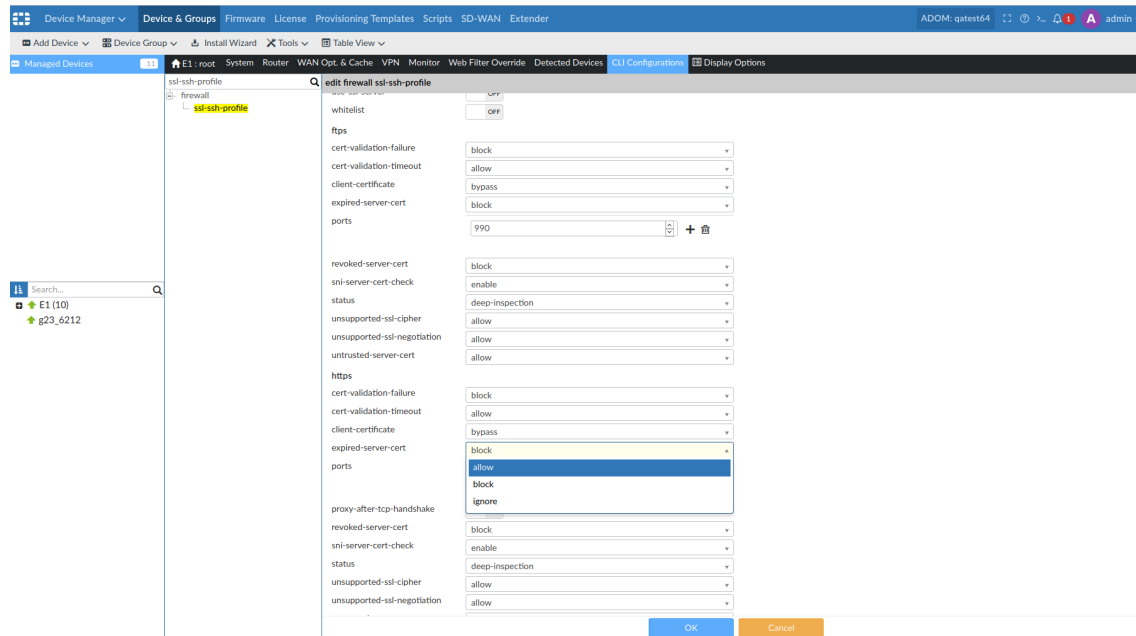 Device Manager Device & Groups Firmware License Provisioning Templates Scripts SD-WAN Extender ADOM: qatest64 1 A admin
Add Device Device Group Install Wizard Tools Table View
Managed Devices 11 E1 : root System Router WAN Opt. & Cache VPN Monitor Web Filter Override Detected Devices CLI Configurations Display Options
ssl-ssh-profile edit firewall ssl-ssh-profile
firewall
ssl-ssh-profile
whitelist OFF
ftps
cert-validation-failure block
cert-validation-timeout allow
client-certificate bypass
expired-server-cert block
ports 990
revoked-server-cert block
sni-server-cert-check enable
Search...
status deep-inspection
E1 (10)
unsupported-ssl-cipher allow
g23_6212
unsupported-ssl-negotiation allow
untrusted-server-cert allow
https
cert-validation-failure block
cert-validation-timeout allow
client-certificate bypass
expired-server-cert block
ports allow
block
ignore
proxy-after-tcp-handshake
revoked-server-cert block
sni-server-cert-check enable
status deep-inspection
unsupported-ssl-cipher allow
unsupported-ssl-negotiation allow
OK Cancel